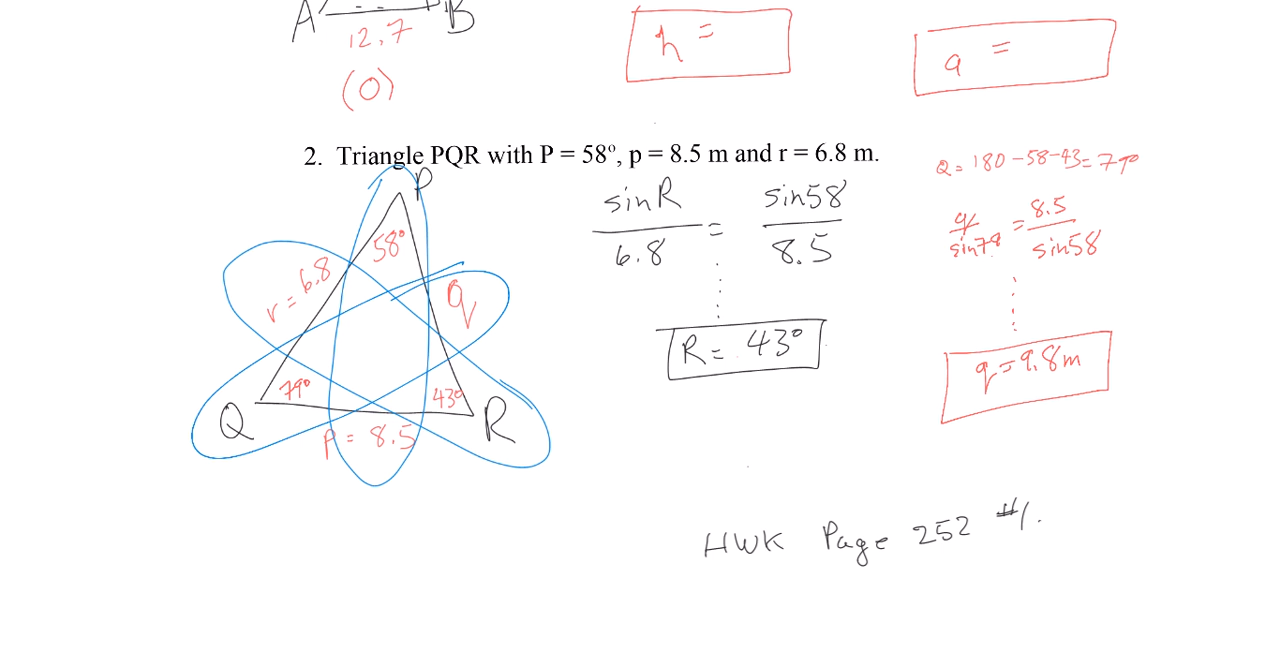 A B
12.7
(0)
h =
a =
2. Triangle PQR with P = 58°, p = 8.5 m and r = 6.8 m.
P
58°
r = 6.8
q
79°
43°
Q
R
p = 8.5
sinR = sin58
6.8 8.5
R = 43°
Q = 180 - 58 - 43 = 79°
q = 8.5
sin79 sin58
q = 9.8m
HWK Page 252 #1.